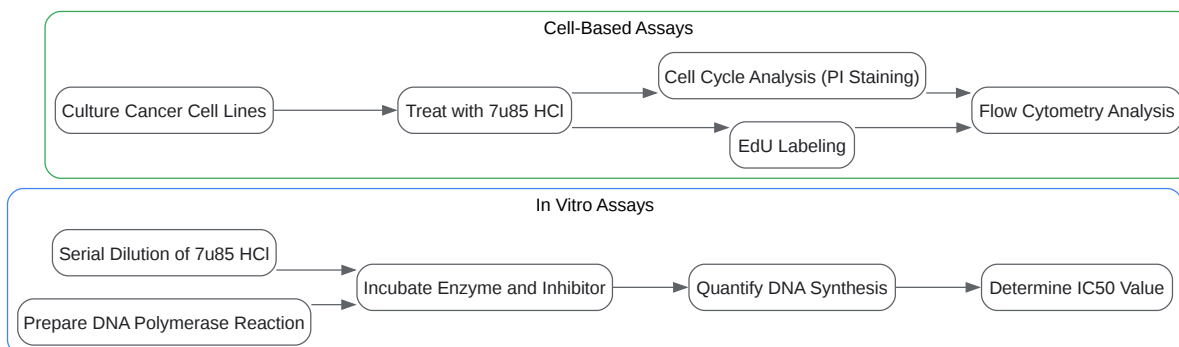 Cell-Based Assays
Culture Cancer Cell Lines
Treat with 7u85 HCl
Cell Cycle Analysis (PI Staining)
EdU Labeling
Flow Cytometry Analysis
In Vitro Assays
Serial Dilution of 7u85 HCl
Prepare DNA Polymerase Reaction
Incubate Enzyme and Inhibitor
Quantify DNA Synthesis
Determine IC50 Value